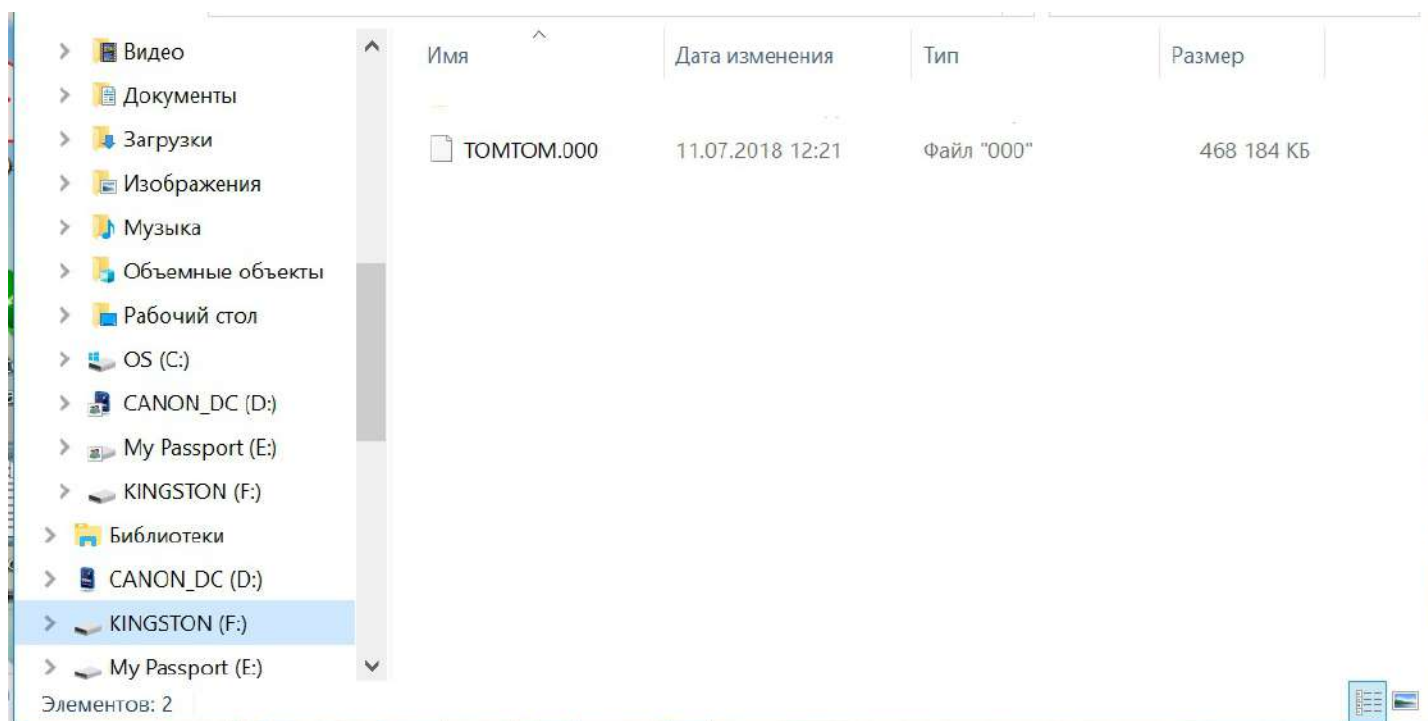 Имя Дата изменения Тип Размер
TOMTOM.000 11.07.2018 12:21 Файл "000" 468 184 КБ
Видео
Документы
Загрузки
Изображения
Музыка
Объемные объекты
Рабочий стол
OS (C:)
CANON_DC (D:)
My Passport (E:)
KINGSTON (F:)
Библиотеки
CANON_DC (D:)
KINGSTON (F:)
My Passport (E:)
Элементов: 2